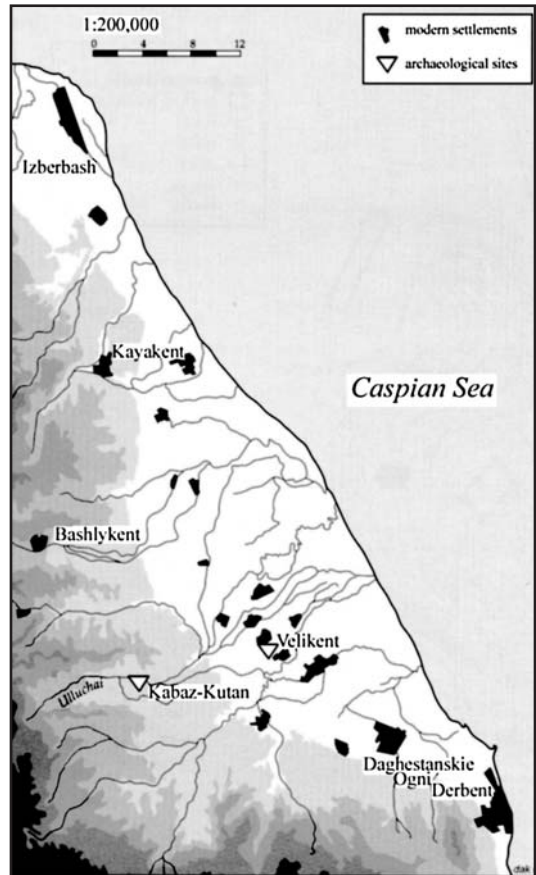 1:200,000
0 4 8 12
modern settlements
archaeological sites
Izberbash
Kayakent
Caspian Sea
Bashlykent
Velikent
Ulluchai
Kabaz-Kutan
Daghestanskie
Ogni
Derbent
dlak